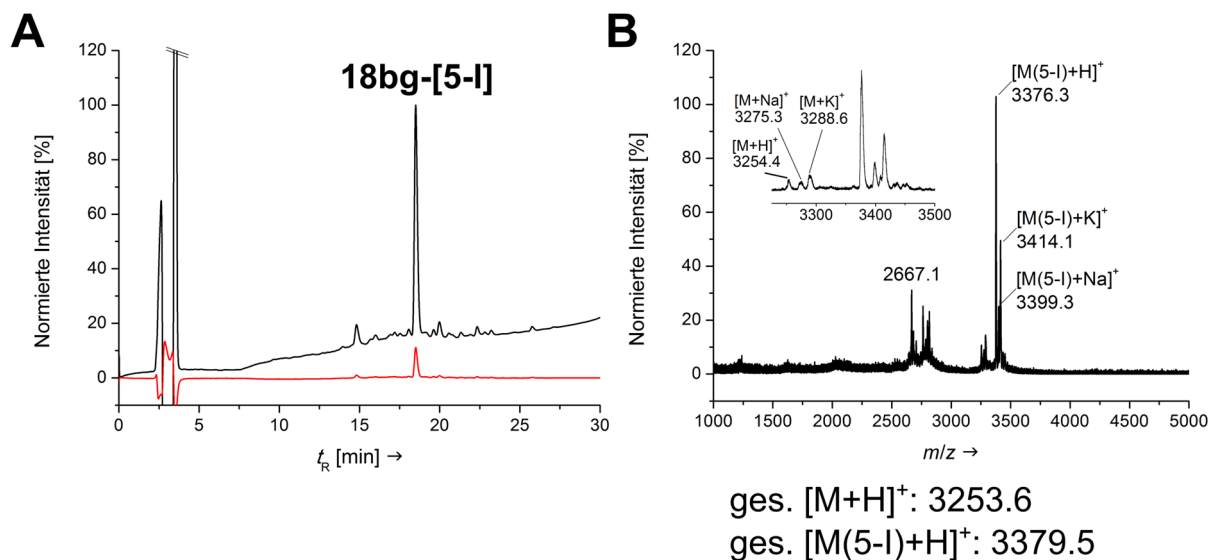 A
Normierte Intensität [%]
120
100
80
60
40
20
0
18bg-[5-I]
0 5 10 15 20 25 30
tR [min] →
B
Normierte Intensität [%]
120
100
80
60
40
20
0
[M+Na]+
3275.3
[M+K]+
3288.6
[M+H]+
3254.4
3300 3400 3500
[M(5-I)+H]+
3376.3
[M(5-I)+K]+
3414.1
[M(5-I)+Na]+
3399.3
2667.1
1000 1500 2000 2500 3000 3500 4000 4500 5000
m/z →
ges. [M+H]+: 3253.6
ges. [M(5-I)+H]+: 3379.5